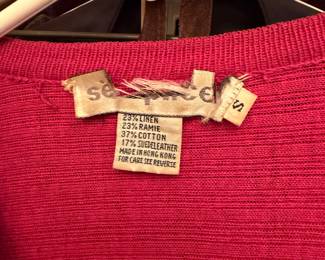 S
23% LINEN
23% RAMIE
37% COTTON
17% SUEDELEATHER
MADE IN HONG KONG
FOR CARE SEE REVERSE